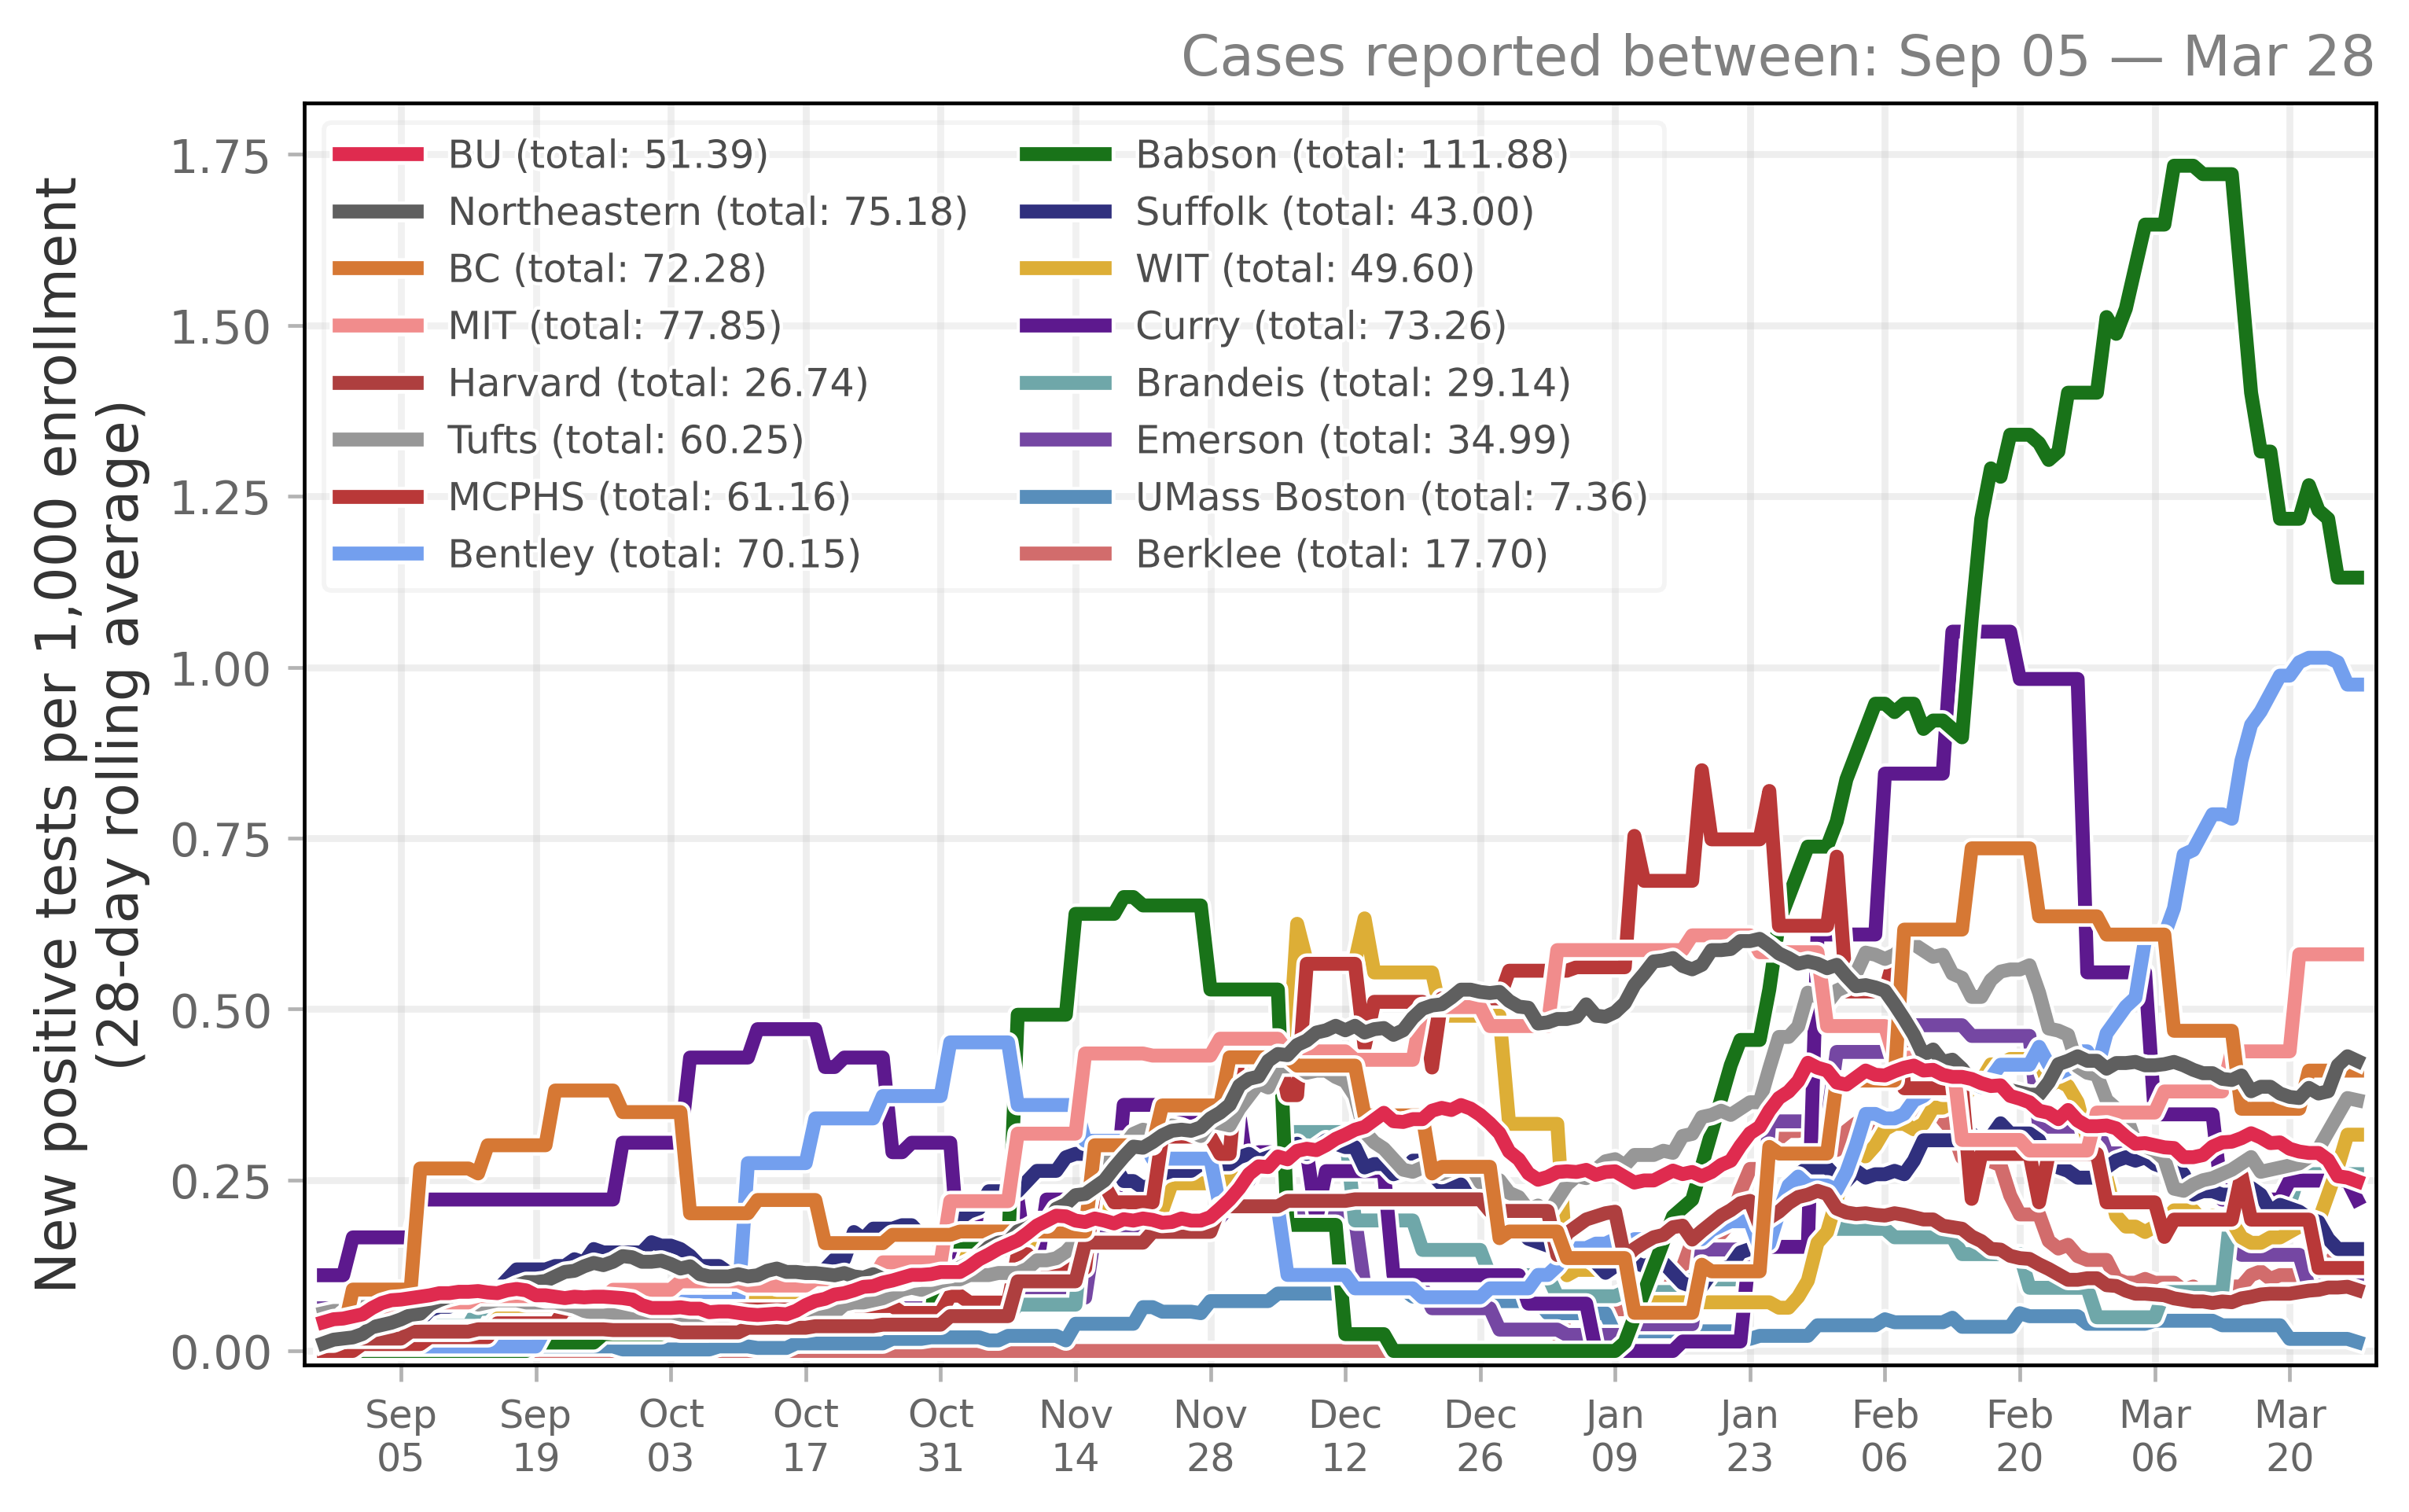 Cases reported between: Sep 05 — Mar 28
New positive tests per 1,000 enrollment
(28-day rolling average)
1.75
1.50
1.25
1.00
0.75
0.50
0.25
0.00
BU (total: 51.39)
Northeastern (total: 75.18)
BC (total: 72.28)
MIT (total: 77.85)
Harvard (total: 26.74)
Tufts (total: 60.25)
MCPHS (total: 61.16)
Bentley (total: 70.15)
Babson (total: 111.88)
Suffolk (total: 43.00)
WIT (total: 49.60)
Curry (total: 73.26)
Brandeis (total: 29.14)
Emerson (total: 34.99)
UMass Boston (total: 7.36)
Berklee (total: 17.70)
Sep
05
Sep
19
Oct
03
Oct
17
Oct
31
Nov
14
Nov
28
Dec
12
Dec
26
Jan
09
Jan
23
Feb
06
Feb
20
Mar
06
Mar
20